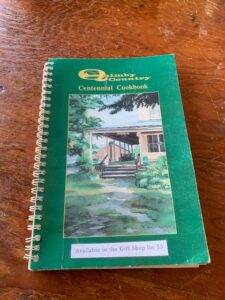 Quimby
Country
Centennial Cookbook
Available in the Gift Shop for $5